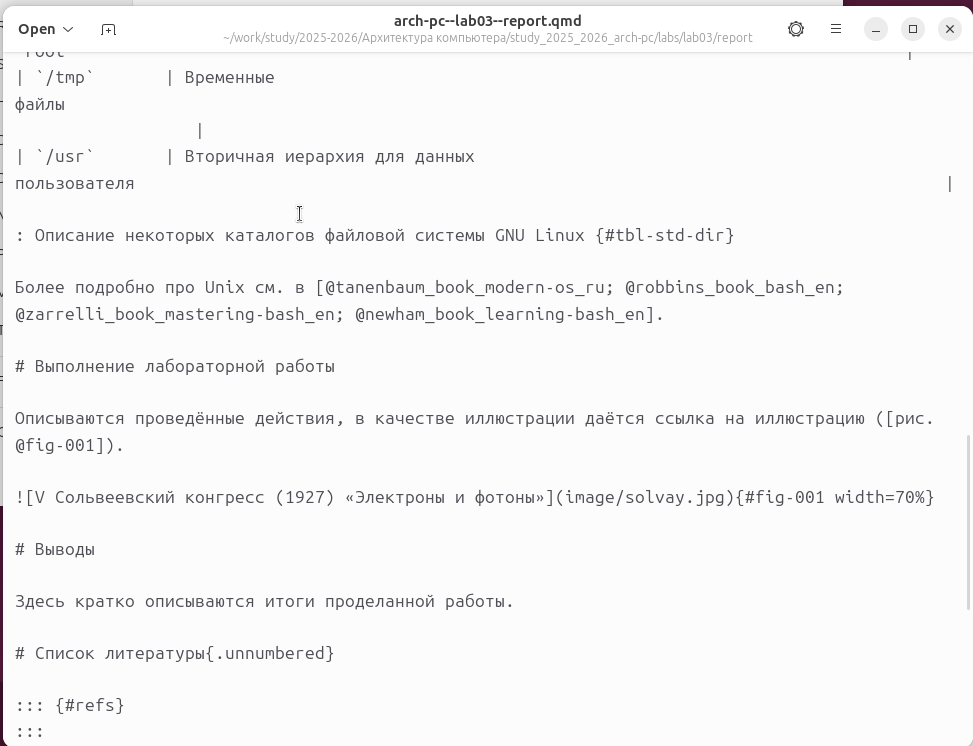 Open
arch-pc--lab03--report.qmd
~/work/study/2025-2026/Архитектура компьютера/study_2025_2026_arch-pc/labs/lab03/report
root |
| `/tmp` | Временные
файлы
|
| `/usr` | Вторичная иерархия для данных
пользователя |
: Описание некоторых каталогов файловой системы GNU Linux {#tbl-std-dir}
Более подробно про Unix см. в [@tanenbaum_book_modern-os_ru; @robbins_book_bash_en;
@zarrelli_book_mastering-bash_en; @newham_book_learning-bash_en].
# Выполнение лабораторной работы
Описываются проведённые действия, в качестве иллюстрации даётся ссылка на иллюстрацию ([рис.
@fig-001]).
![V Сольвеевский конгресс (1927) «Электроны и фотоны»](image/solvay.jpg){#fig-001 width=70%}
# Выводы
Здесь кратко описываются итоги проделанной работы.
# Список литературы{.unnumbered}
::: {#refs}
:::